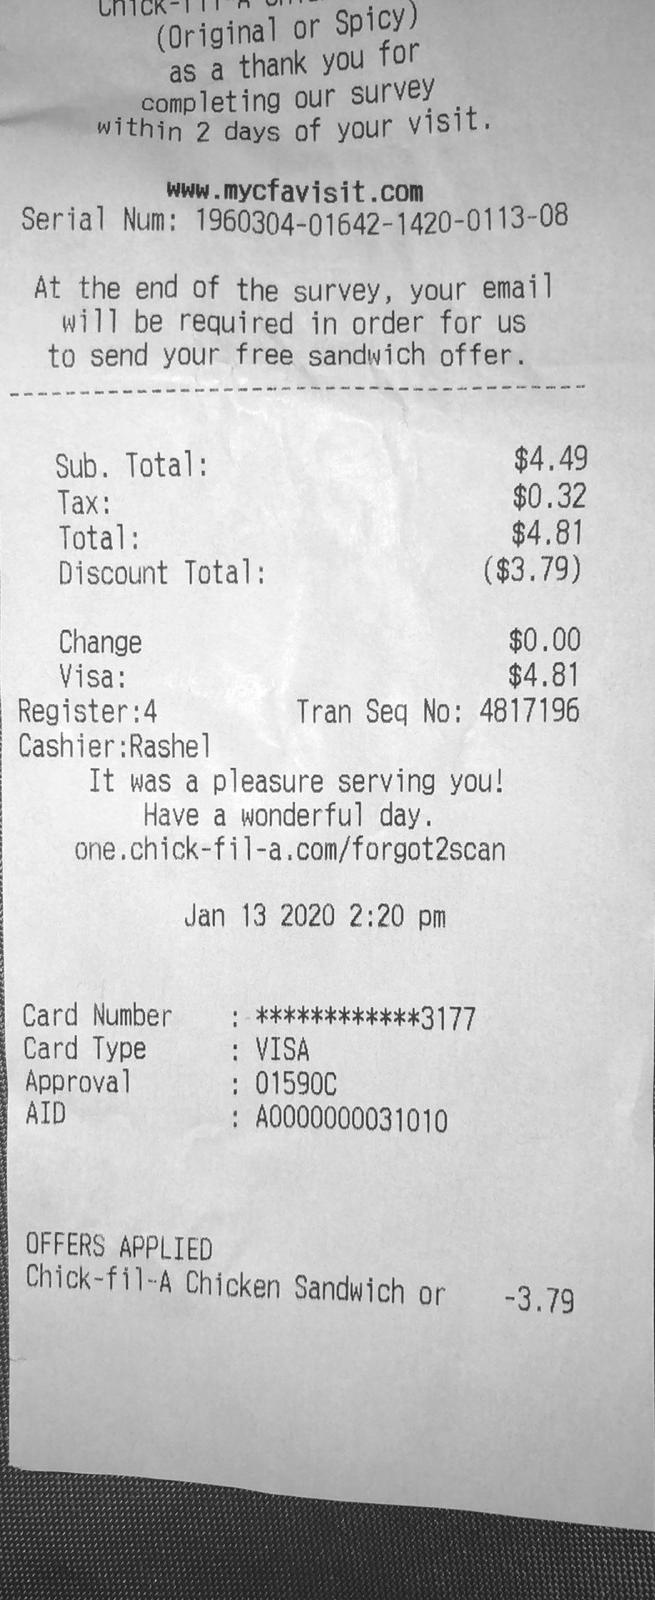 Chick-fil-A
(Original or Spicy)
as a thank you for
completing our survey
within 2 days of your visit.
www.mycfavisit.com
Serial Num: 1960304-01642-1420-0113-08
At the end of the survey, your email
will be required in order for us
to send your free sandwich offer.
Sub. Total: $4.49
Tax: $0.32
Total: $4.81
Discount Total: ($3.79)
Change $0.00
Visa: $4.81
Register:4 Tran Seq No: 4817196
Cashier:Rashel
It was a pleasure serving you!
Have a wonderful day.
one.chick-fil-a.com/forgot2scan
Jan 13 2020 2:20 pm
Card Number : ************3177
Card Type : VISA
Approval : 01590C
AID : A0000000031010
OFFERS APPLIED
Chick-fil-A Chicken Sandwich or -3.79